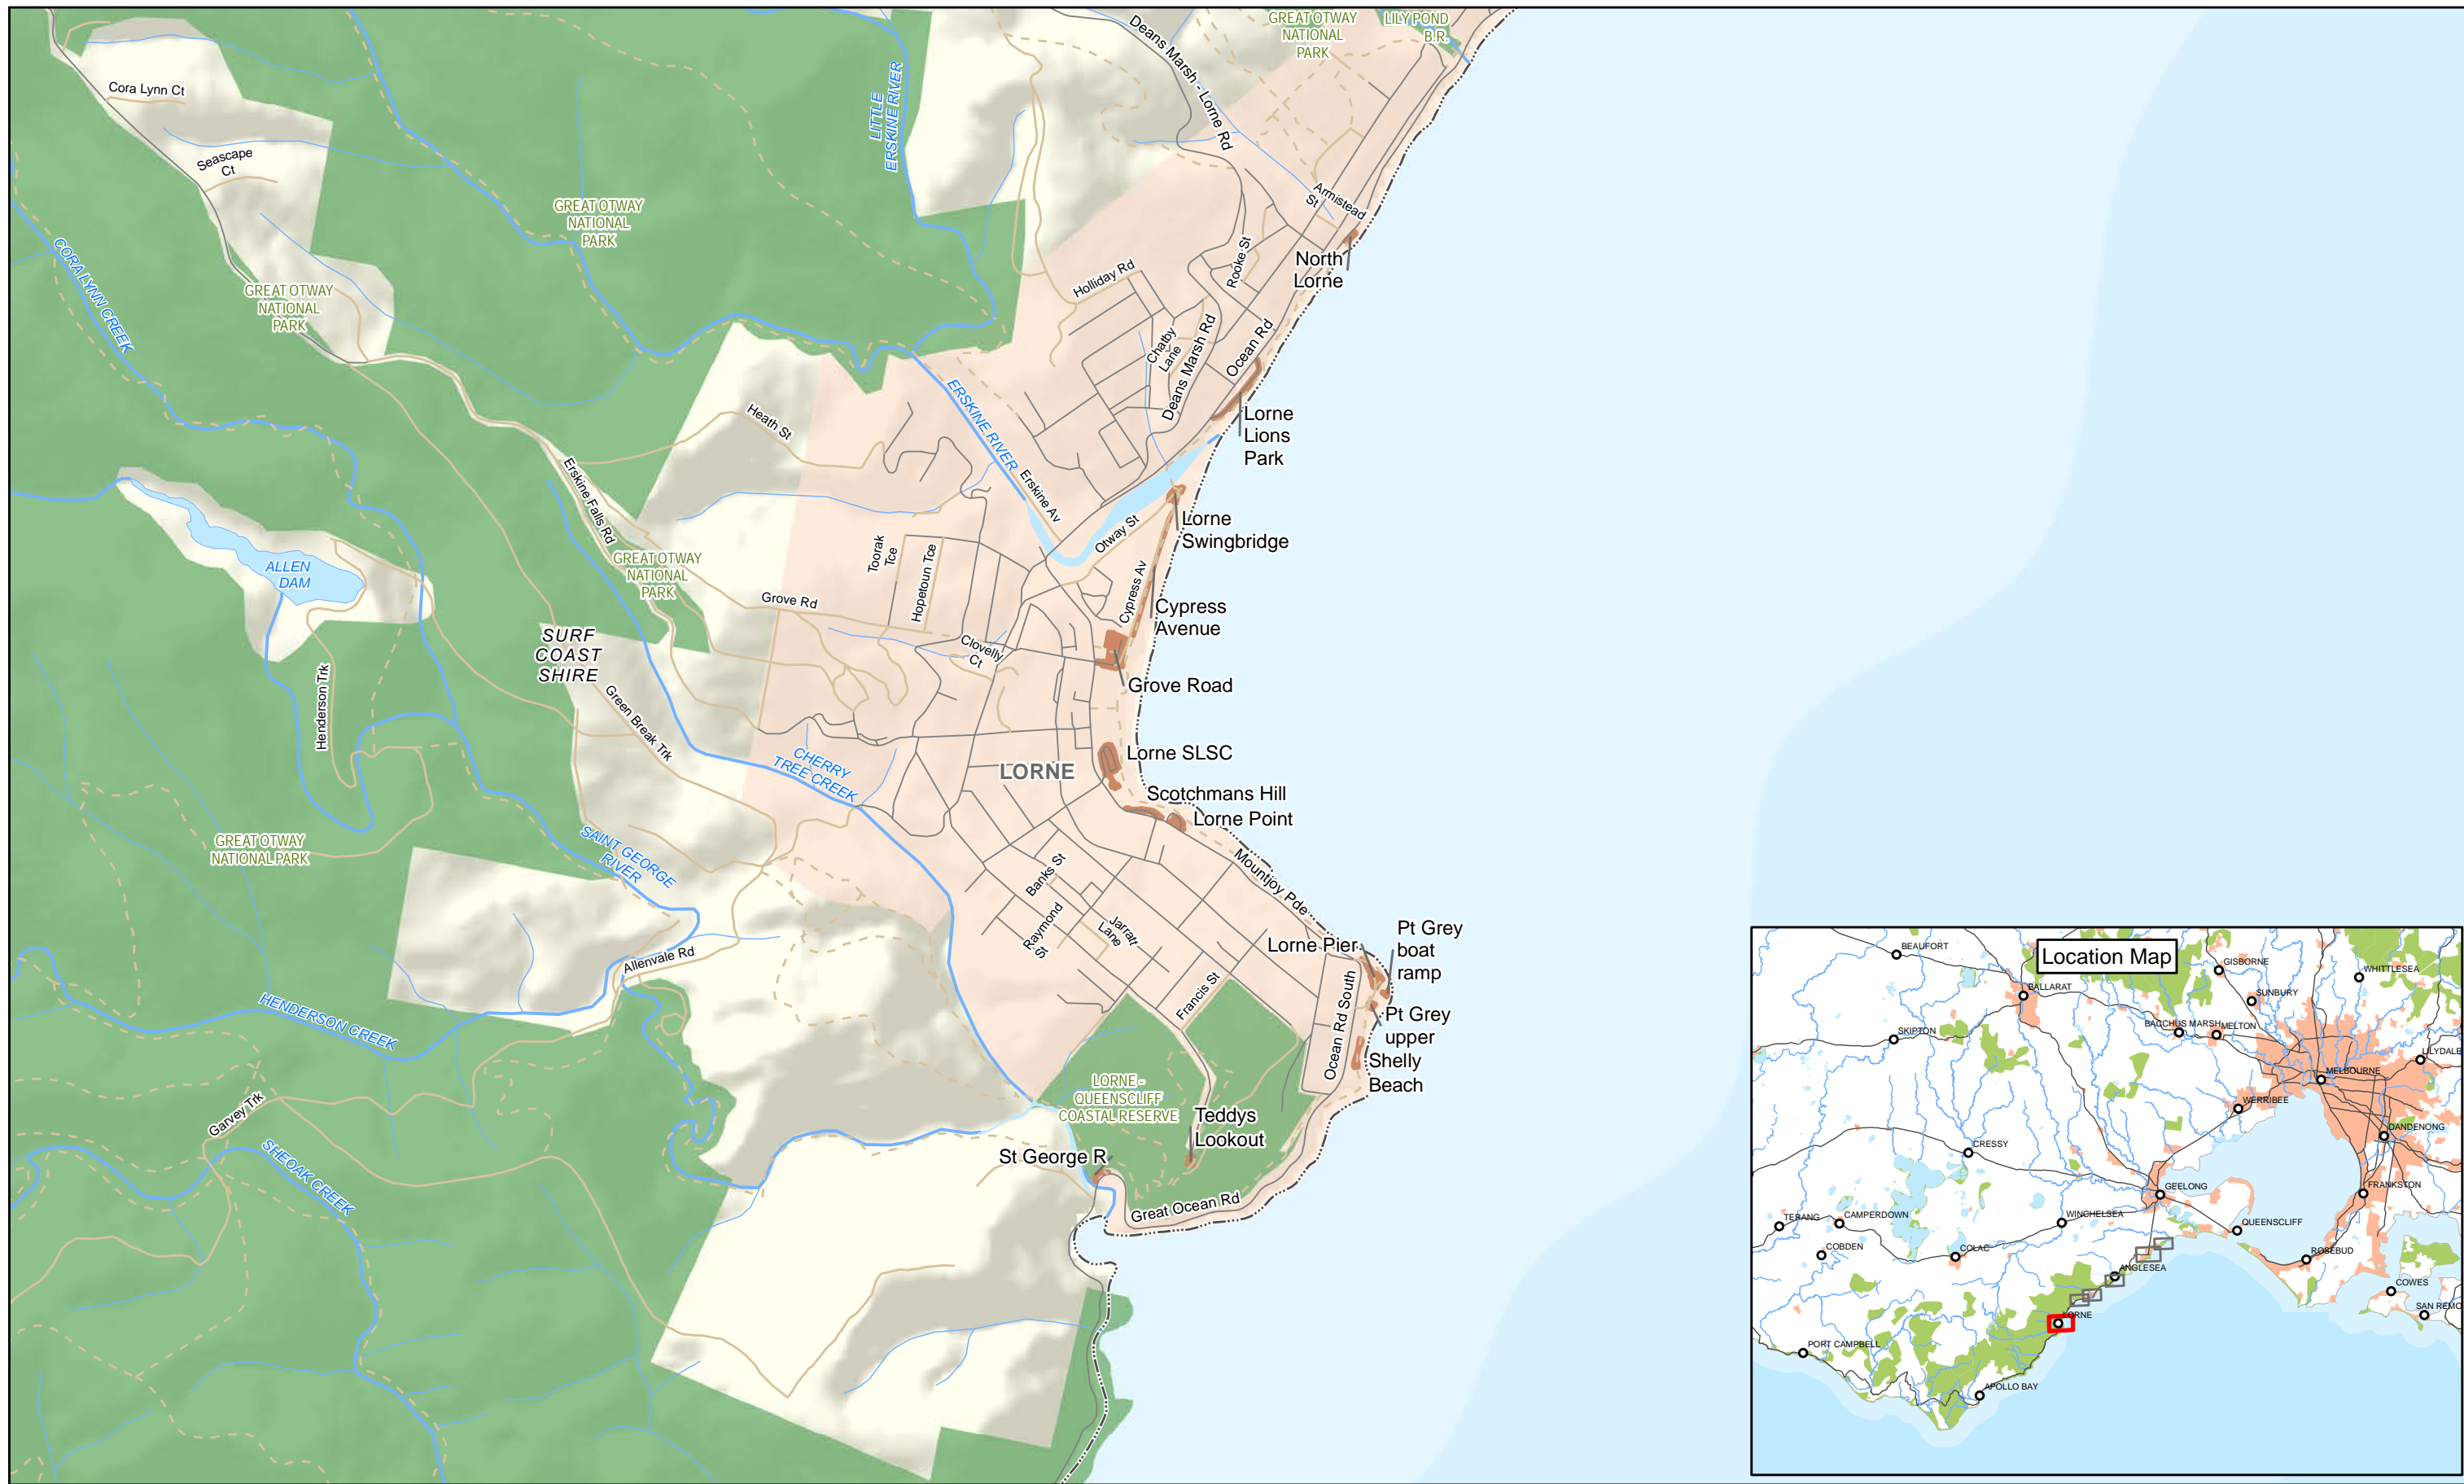 GREAT OTWAY
NATIONAL
PARK
LILY POND
B.R.
Deans Marsh - Lorne Rd
Cora Lynn Ct
LITTLE
ERSKINE RIVER
Seascape
Ct
GREAT OTWAY
NATIONAL
PARK
Armistead
St
CORA LYNN CREEK
GREAT OTWAY
NATIONAL
PARK
Holliday Rd
Rooke St
North
Lorne
Chatby
Lane
Deans Marsh Rd
Ocean Rd
Heath St
ERSKINE RIVER
Lorne
Lions
Park
Erskine Falls Rd
Erskine Av
Otway St
Lorne
Swingbridge
ALLEN
DAM
GREAT OTWAY
NATIONAL
PARK
Toorak
Tce
Hopetoun Tce
Grove Rd
Cypress Av
Cypress
Avenue
SURF
COAST
SHIRE
Clovelly
Ct
Grove Road
Henderson Trk
Green Break Trk
CHERRY
TREE CREEK
LORNE
Lorne SLSC
Scotchmans Hill
Lorne Point
GREAT OTWAY
NATIONAL PARK
SAINT GEORGE
RIVER
Banks St
Mountjoy Pde
Raymond
St
Jarratt
Lane
Lorne Pier
Pt Grey
boat
ramp
Allenvale Rd
Francis St
Ocean Rd South
Pt Grey
upper
HENDERSON CREEK
Shelly
Beach
LORNE -
QUEENSCLIFF
COASTAL RESERVE
Garvey Trk
Teddys
Lookout
SHEOAK CREEK
St George R
Great Ocean Rd
Location Map
BEAUFORT
GISBORNE
WHITTLESEA
BALLARAT
SUNBURY
SKIPTON
BACCHUS MARSH
MELTON
LILYDALE
MELBOURNE
WERRIBEE
CRESSY
DANDENONG
GEELONG
FRANKSTON
TERANG
CAMPERDOWN
WINCHELSEA
QUEENSCLIFF
COBDEN
COLAC
ROSEBUD
ANGLESEA
COWES
LORNE
SAN REMO
PORT CAMPBELL
APOLLO BAY